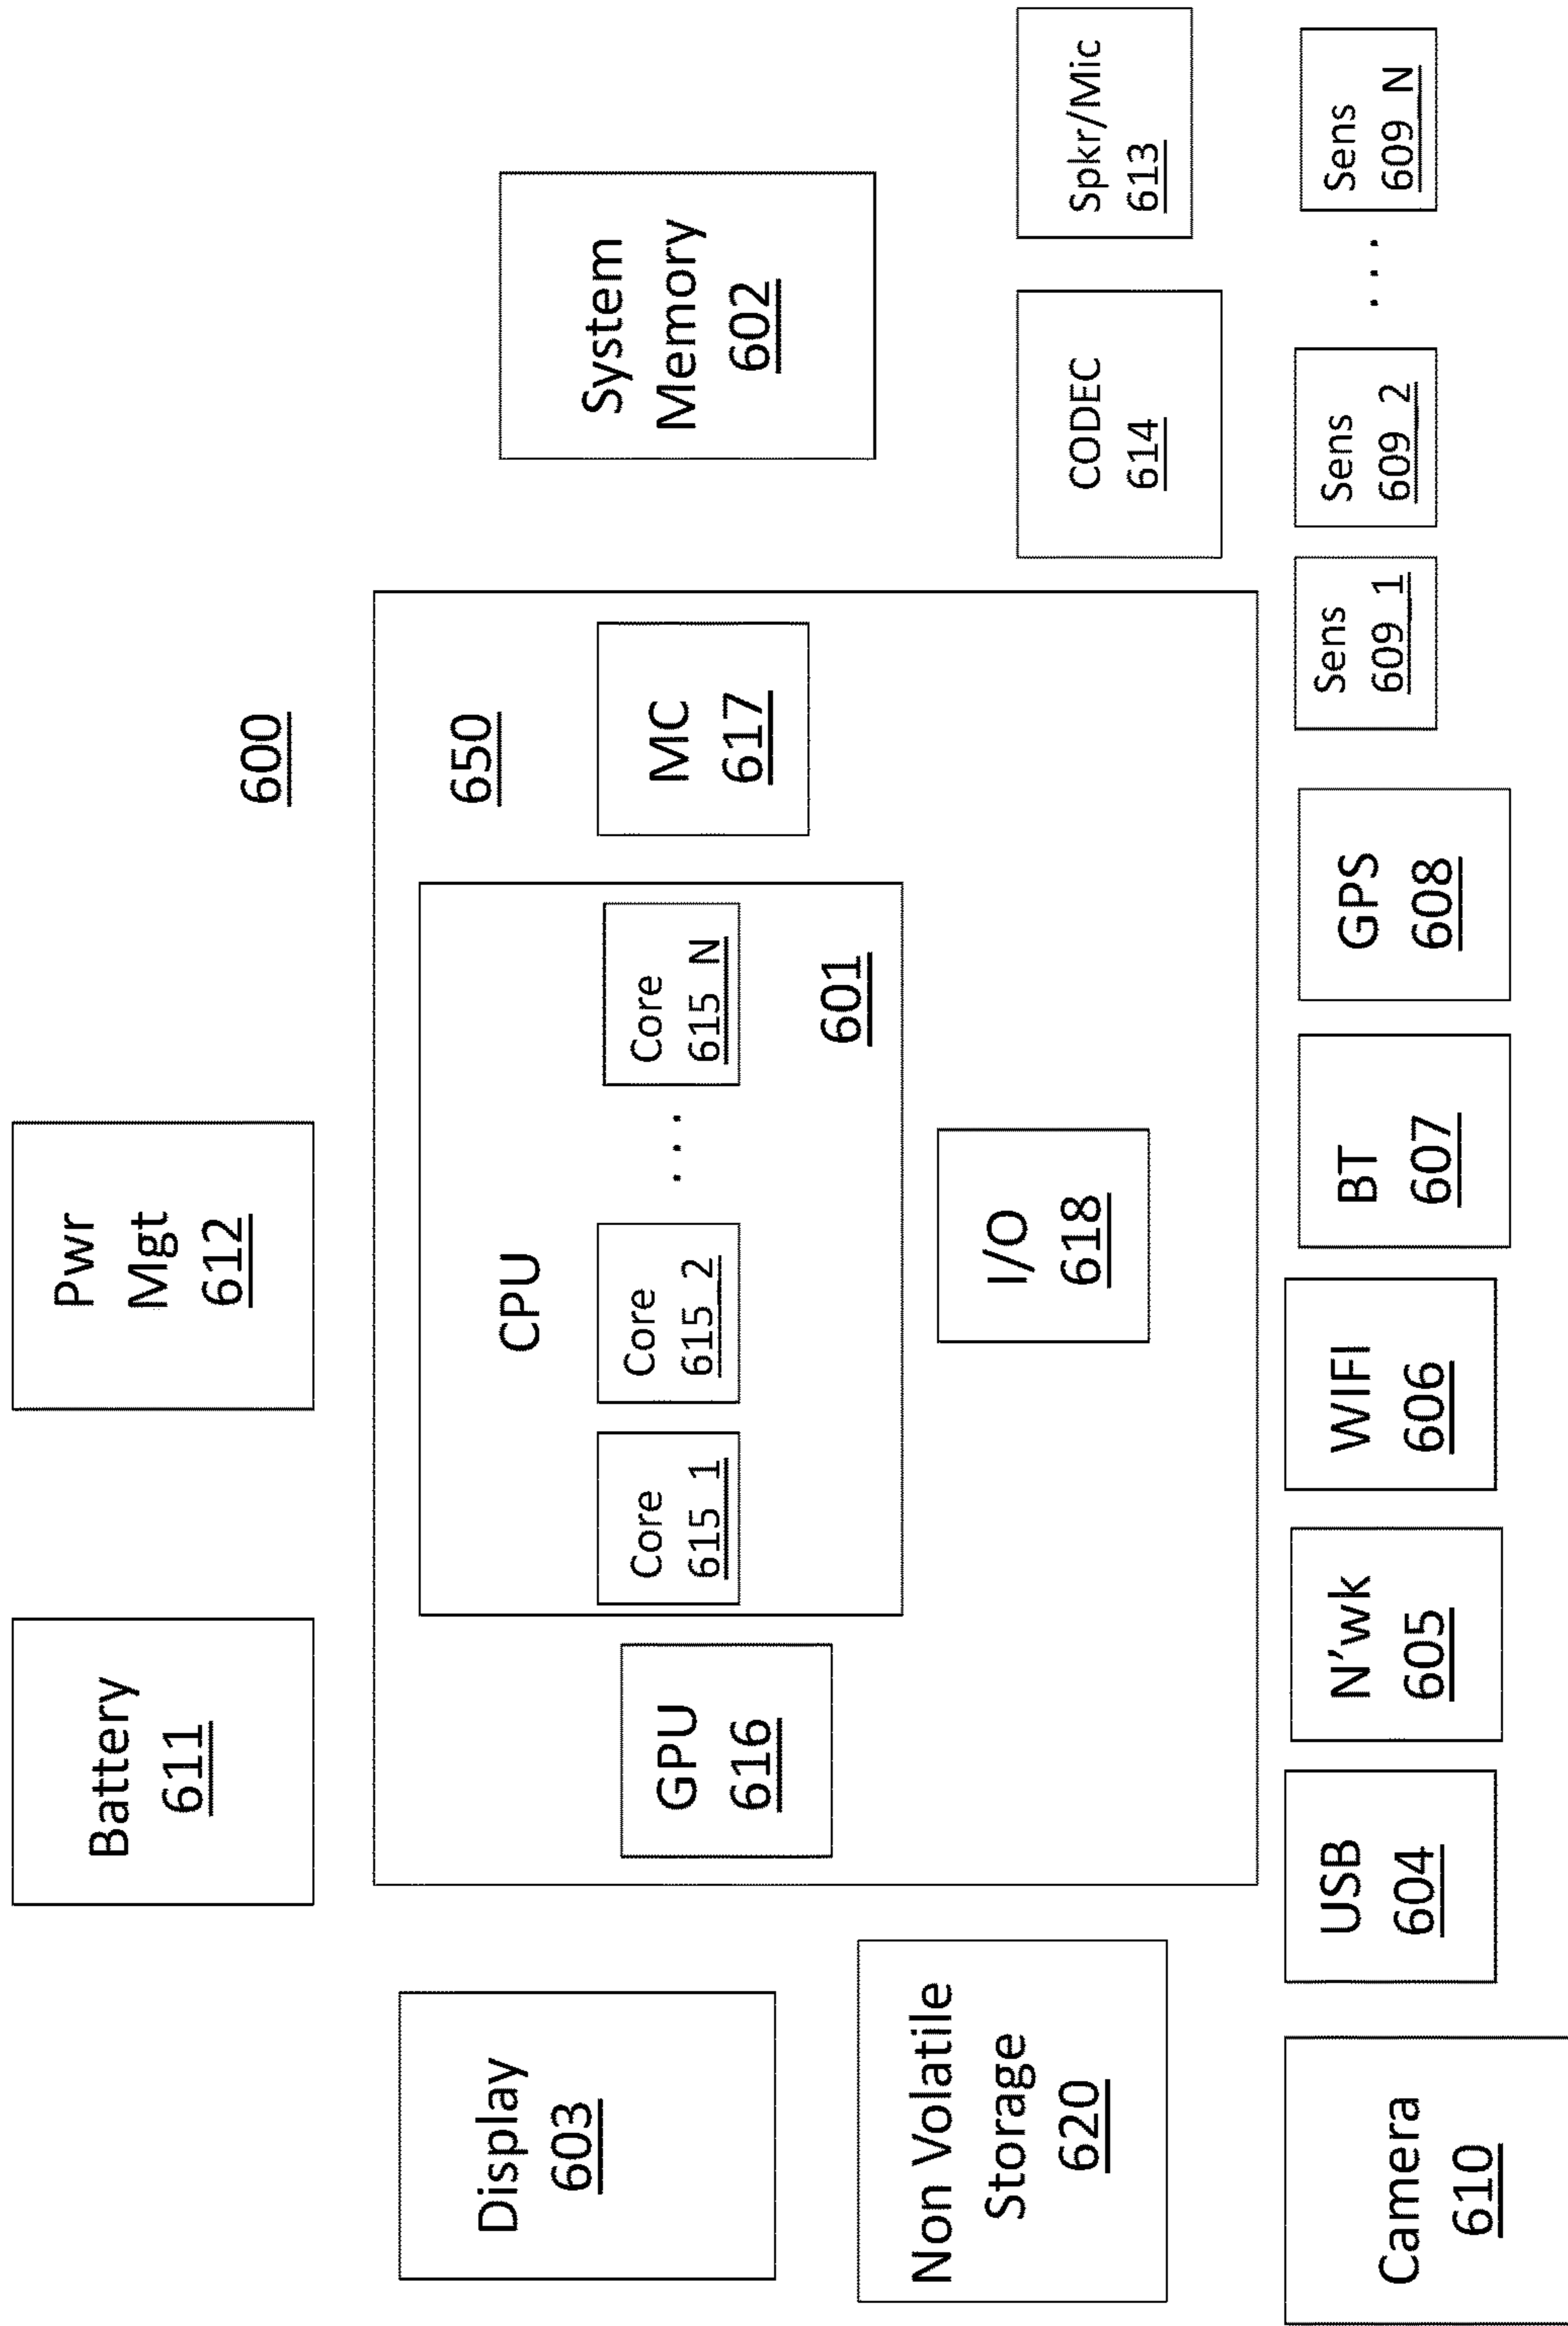 600
Battery
611
Pwr
Mgt
612
Display
603
650
CPU
Core
615_1
Core
615_2
. . .
Core
615_N
601
GPU
616
MC
617
System
Memory
602
Non Volatile
Storage
620
I/O
618
CODEC
614
Spkr/Mic
613
Camera
610
USB
604
N'wk
605
WIFI
606
BT
607
GPS
608
Sens
609_1
Sens
609_2
. . .
Sens
609_N